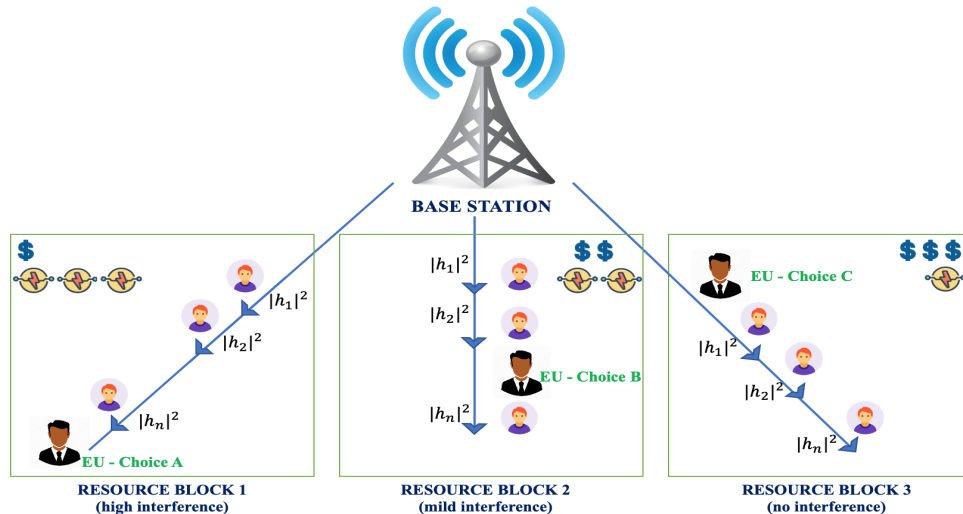 BASE STATION
$
|h₁|²
|h₂|²
|hₙ|²
EU - Choice A
RESOURCE BLOCK 1
(high interference)
$ $
|h₁|²
|h₂|²
EU - Choice B
|hₙ|²
RESOURCE BLOCK 2
(mild interference)
$ $ $
EU - Choice C
|h₁|²
|h₂|²
|hₙ|²
RESOURCE BLOCK 3
(no interference)